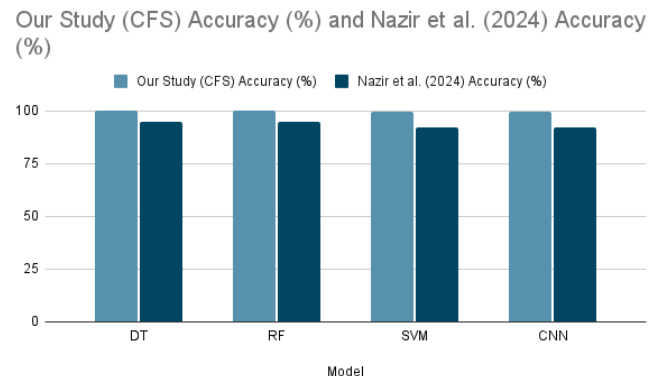 Our Study (CFS) Accuracy (%) and Nazir et al. (2024) Accuracy
(%)
Our Study (CFS) Accuracy (%) Nazir et al. (2024) Accuracy (%)
100
75
50
25
0
DT RF SVM CNN
Model